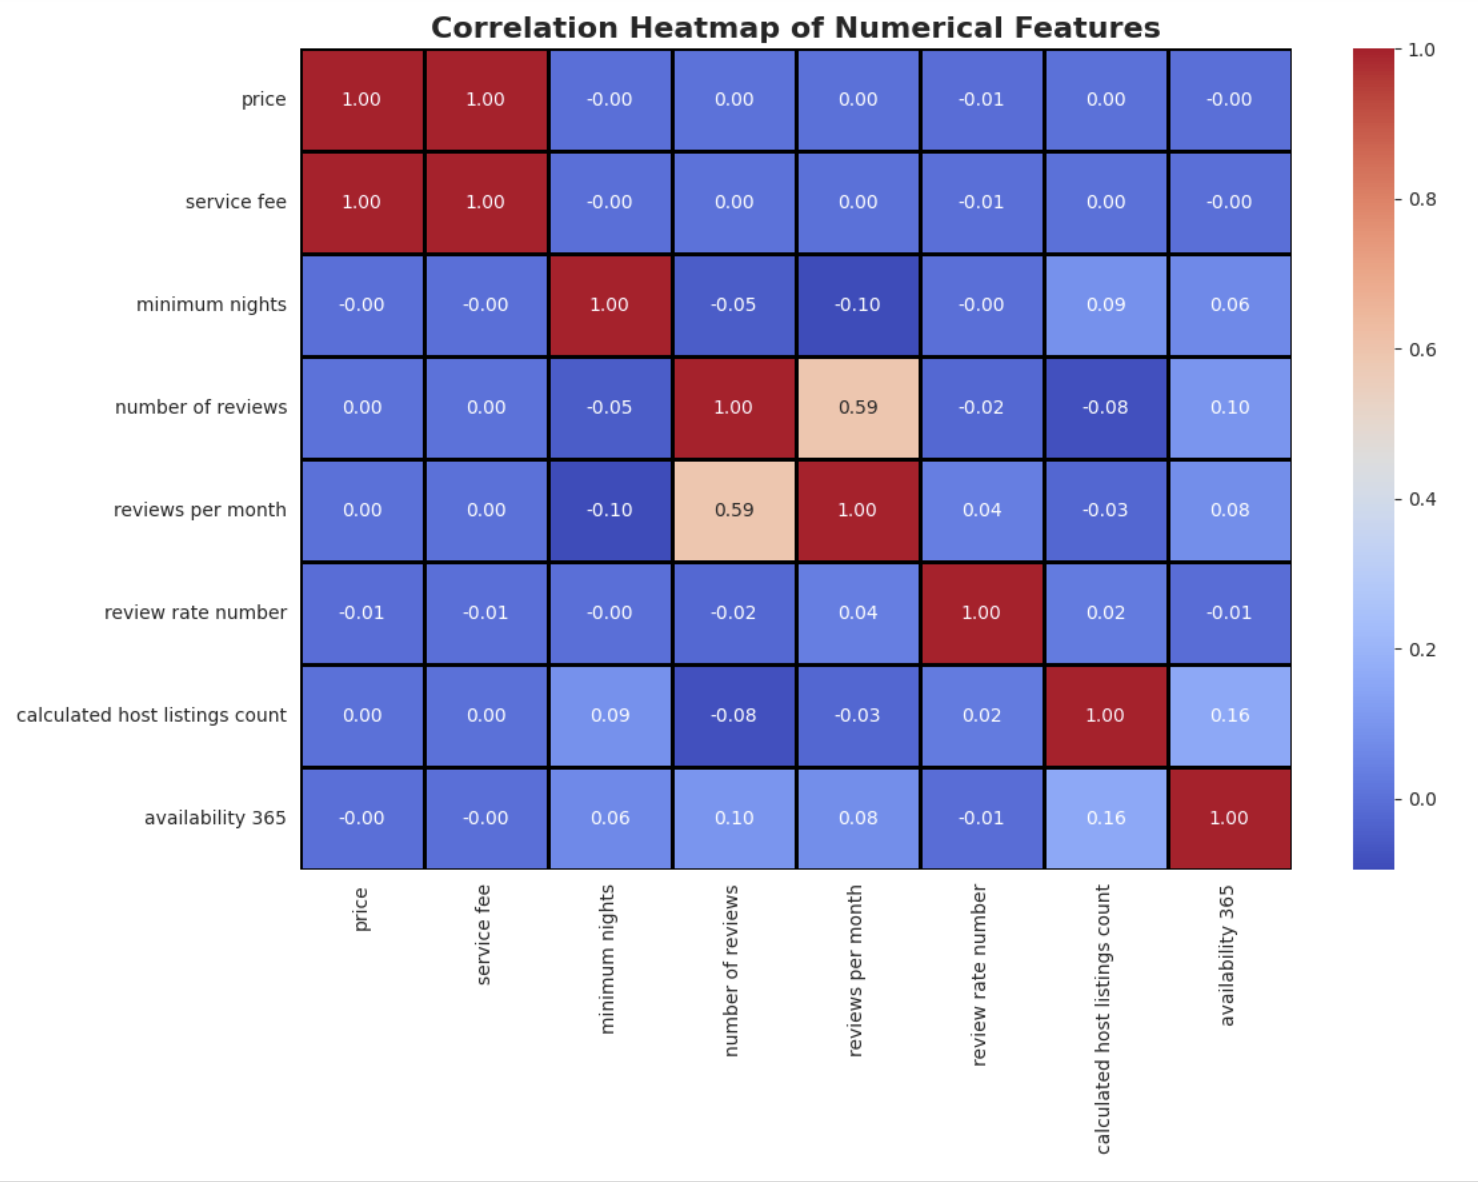 Correlation Heatmap of Numerical Features
price 1.00 1.00 -0.00 0.00 0.00 -0.01 0.00 -0.00
service fee 1.00 1.00 -0.00 0.00 0.00 -0.01 0.00 -0.00
minimum nights -0.00 -0.00 1.00 -0.05 -0.10 -0.00 0.09 0.06
number of reviews 0.00 0.00 -0.05 1.00 0.59 -0.02 -0.08 0.10
reviews per month 0.00 0.00 -0.10 0.59 1.00 0.04 -0.03 0.08
review rate number -0.01 -0.01 -0.00 -0.02 0.04 1.00 0.02 -0.01
calculated host listings count 0.00 0.00 0.09 -0.08 -0.03 0.02 1.00 0.16
availability 365 -0.00 -0.00 0.06 0.10 0.08 -0.01 0.16 1.00
price
service fee
minimum nights
number of reviews
reviews per month
review rate number
calculated host listings count
availability 365
1.0
0.8
0.6
0.4
0.2
0.0